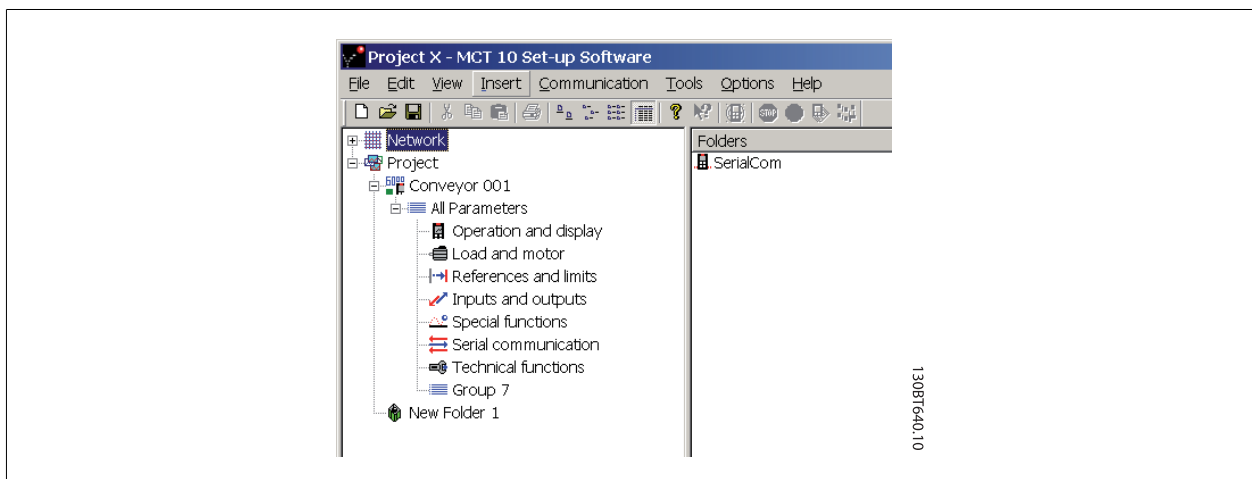 Project X - MCT 10 Set-up Software
File Edit View Insert Communication Tools Options Help
STOP
Network
Project
Conveyor 001
All Parameters
Operation and display
Load and motor
References and limits
Inputs and outputs
Special functions
Serial communication
Technical functions
Group 7
New Folder 1
Folders
SerialCom
130BT640.10